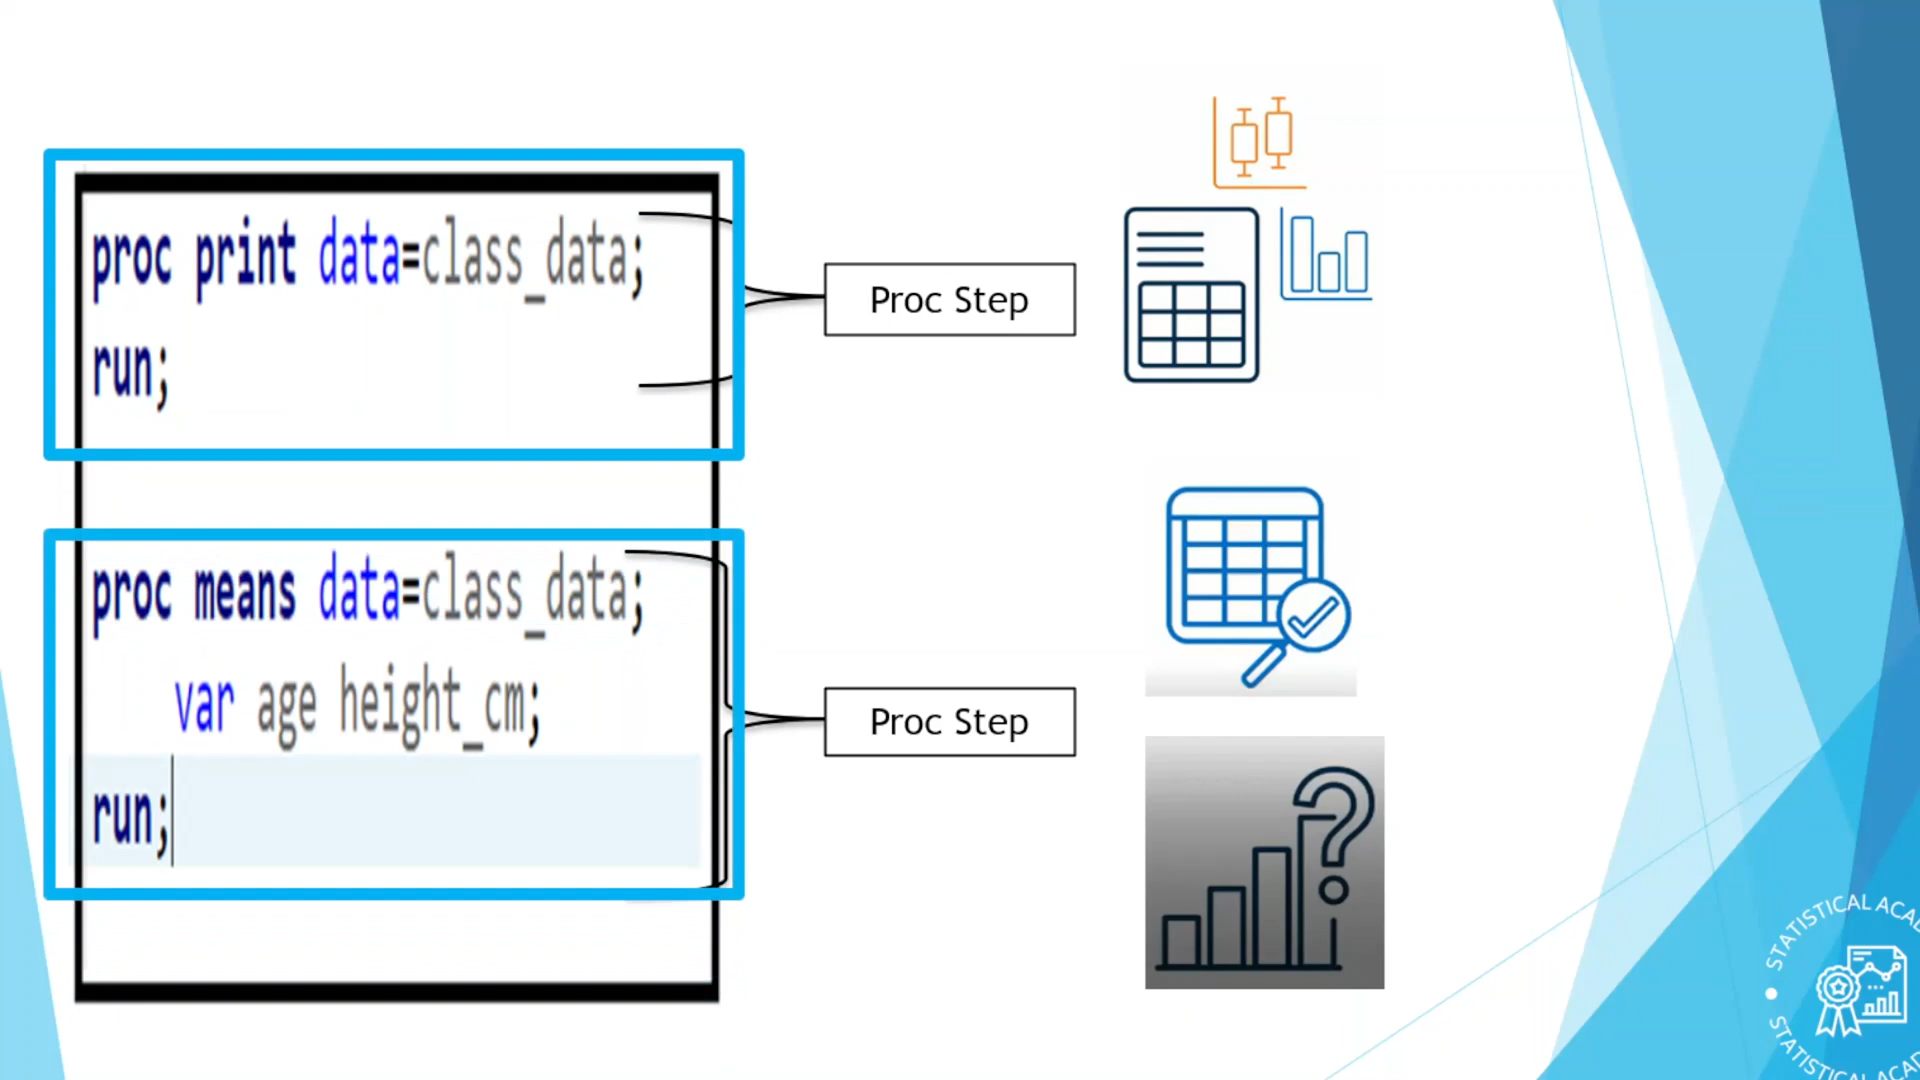 proc print data=class_data;
run;
Proc Step
proc means data=class_data;
var age height_cm;
run;
Proc Step
STATISTICAL ACA
STATISTICAL ACA